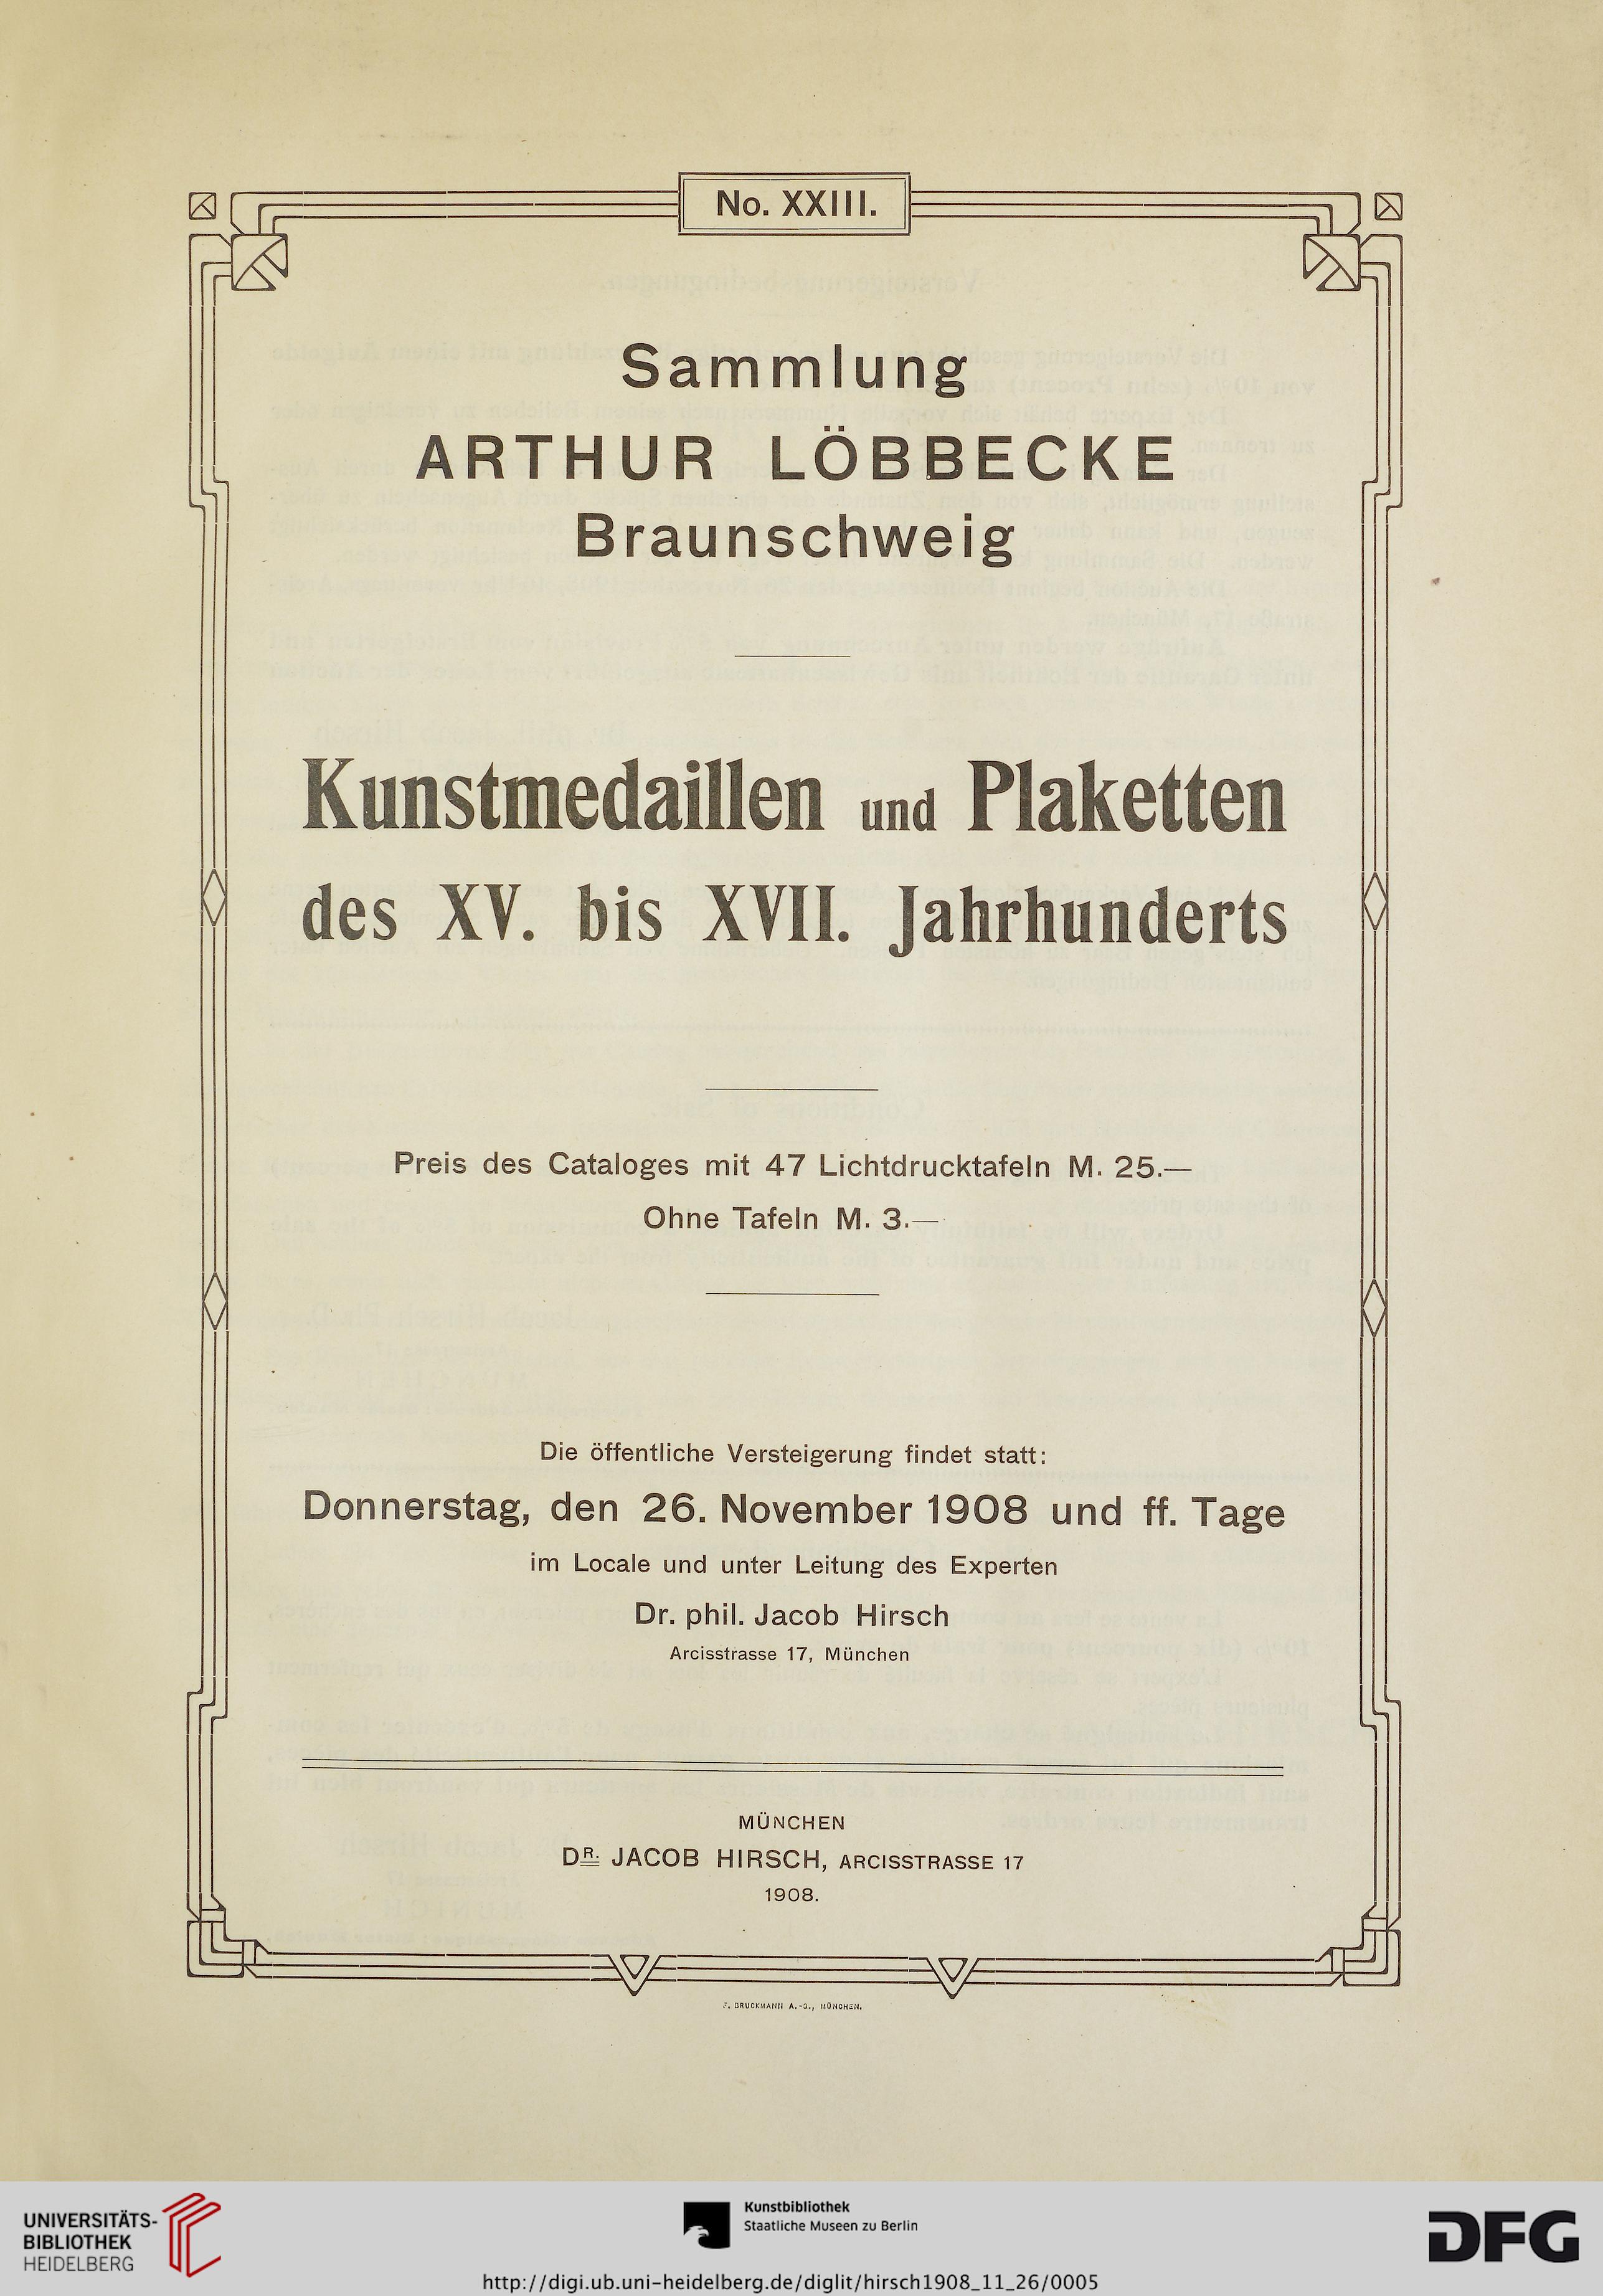 No. XXIII.
Sammlung
ARTHUR LÖBBECKE
Braunschweig
Kunstmedaillen und Plaketten
des XV. bis XVII. Jahrhunderts
Preis des Cataloges mit 47 Lichtdrucktafeln M. 25.—
Ohne Tafeln M. 3.—
Die öffentliche Versteigerung findet statt:
Donnerstag, den 26. November 1908 und ff. Tage
im Locale und unter Leitung des Experten
Dr. phil. Jacob Hirsch
Arcisstrasse 17, München
MÜNCHEN
DR. JACOB HIRSCH, ARCISSTRASSE 17
1908.
F. BRUCKMANN A.-G., MÜNCHEN.
UNIVERSITÄTS-
BIBLIOTHEK
HEIDELBERG
Kunstbibliothek
Staatliche Museen zu Berlin
DFG
http://digi.ub.uni-heidelberg.de/diglit/hirsch1908_11_26/0005